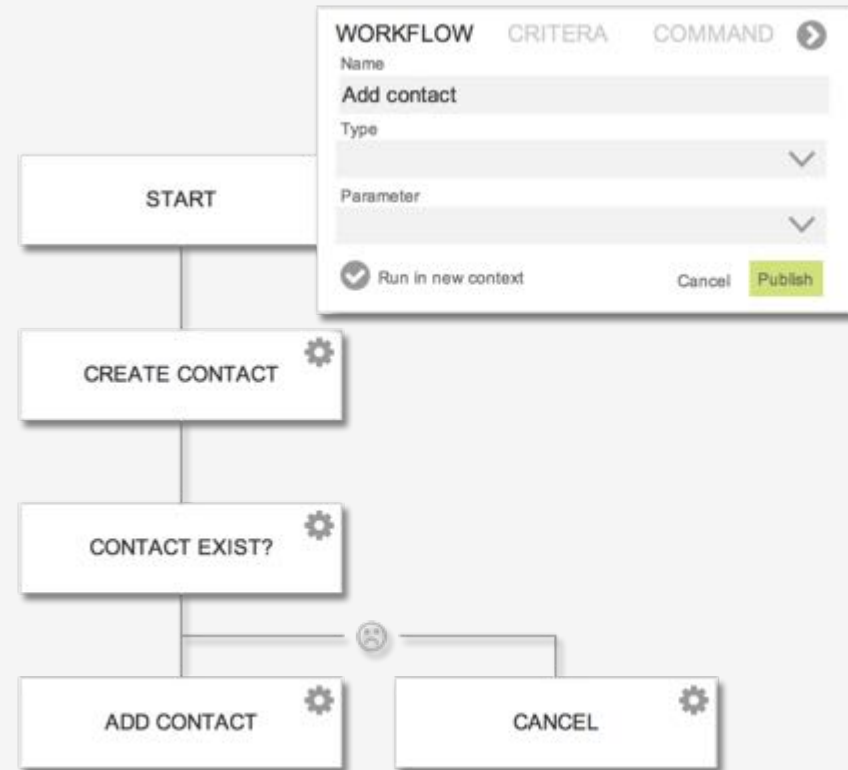 WORKFLOW CRITERA COMMAND
Name
Add contact
Type
Parameter
Run in new context Cancel Publish
START
CREATE CONTACT
CONTACT EXIST?
ADD CONTACT CANCEL